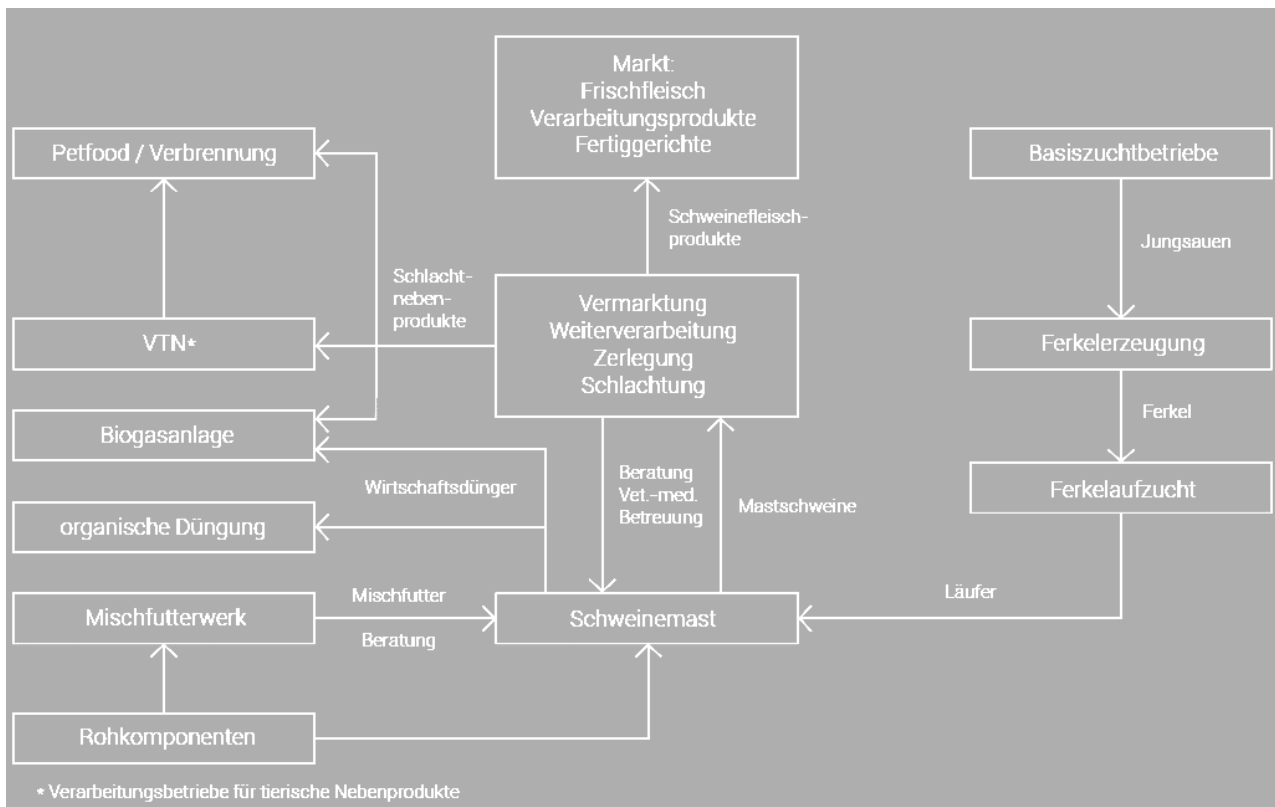 Markt:
Frischfleisch
Verarbeitungsprodukte
Fertiggerichte
Petfood / Verbrennung
Basiszuchtbetriebe
Schweinefleisch-
produkte
Jungsauen
Schlacht-
neben-
produkte
Vermarktung
Weiterverarbeitung
Zerlegung
Schlachtung
VTN*
Ferkelerzeugung
Ferkel
Biogasanlage
Wirtschaftsdünger
Beratung
Vet.-med.
Betreuung
Mastschweine
Ferkelaufzucht
organische Düngung
Mischfutterwerk
Mischfutter
Beratung
Schweinemast
Läufer
Rohkomponenten
* Verarbeitungsbetriebe für tierische Nebenprodukte